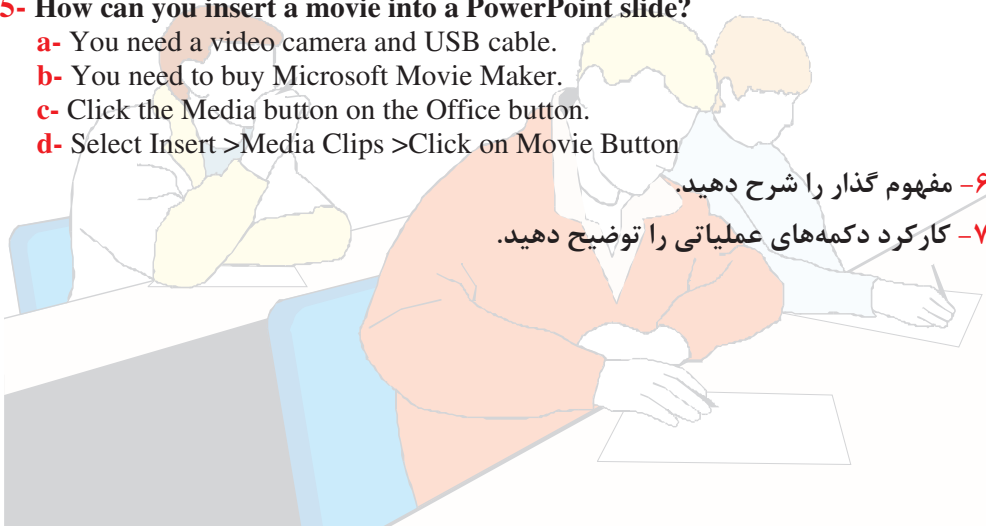 5- How can you insert a movie into a PowerPoint slide?
a- You need a video camera and USB cable.
b- You need to buy Microsoft Movie Maker.
c- Click the Media button on the Office button.
d- Select Insert >Media Clips >Click on Movie Button
۶- مفهوم گذار را شرح دهید.
۷- کارکرد دکمه‌های عملیاتی را توضیح دهید.